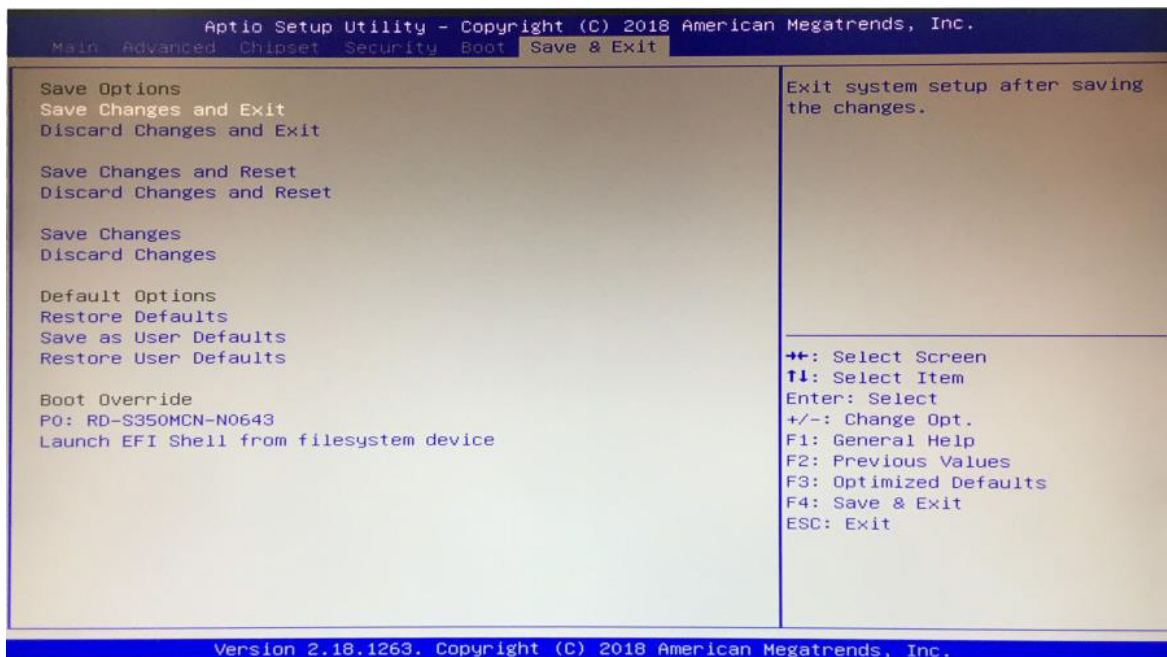 Aptio Setup Utility – Copyright (C) 2018 American Megatrends, Inc.
Main Advanced Chipset Security Boot Save & Exit
Save Options
Save Changes and Exit
Discard Changes and Exit
Save Changes and Reset
Discard Changes and Reset
Save Changes
Discard Changes
Default Options
Restore Defaults
Save as User Defaults
Restore User Defaults
Boot Override
PO: RD-S350MCN-N0643
Launch EFI Shell from filesystem device
Exit system setup after saving
the changes.
→←: Select Screen
↑↓: Select Item
Enter: Select
+/-: Change Opt.
F1: General Help
F2: Previous Values
F3: Optimized Defaults
F4: Save & Exit
ESC: Exit
Version 2.18.1263. Copyright (C) 2018 American Megatrends, Inc.